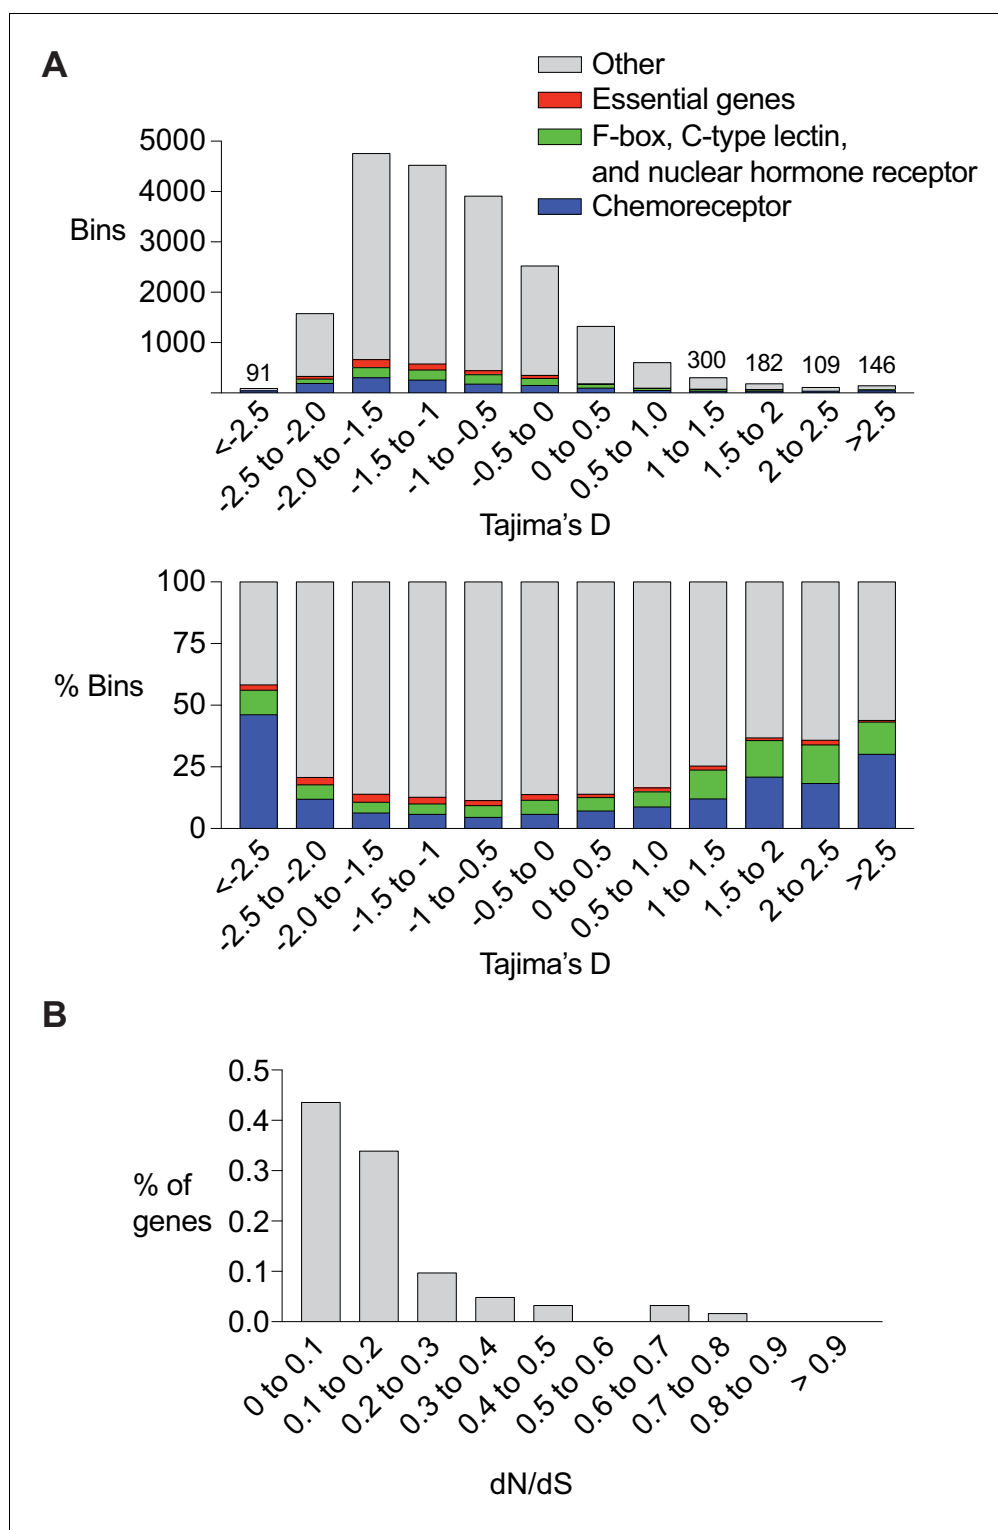 A
Other
Essential genes
F-box, C-type lectin,
and nuclear hormone receptor
Chemoreceptor
5000
4000
Bins
3000
2000
1000
91
300
182
109
146
<-2.5
-2.5 to -2.0
-2.0 to -1.5
-1.5 to -1
-1 to -0.5
-0.5 to 0
0 to 0.5
0.5 to 1.0
1 to 1.5
1.5 to 2
2 to 2.5
>2.5
Tajima's D
100
75
% Bins
50
25
0
<-2.5
-2.5 to -2.0
-2.0 to -1.5
-1.5 to -1
-1 to -0.5
-0.5 to 0
0 to 0.5
0.5 to 1.0
1 to 1.5
1.5 to 2
2 to 2.5
>2.5
Tajima's D
B
0.5
0.4
0.3
% of
genes
0.2
0.1
0.0
0 to 0.1
0.1 to 0.2
0.2 to 0.3
0.3 to 0.4
0.4 to 0.5
0.5 to 0.6
0.6 to 0.7
0.7 to 0.8
0.8 to 0.9
> 0.9
dN/dS